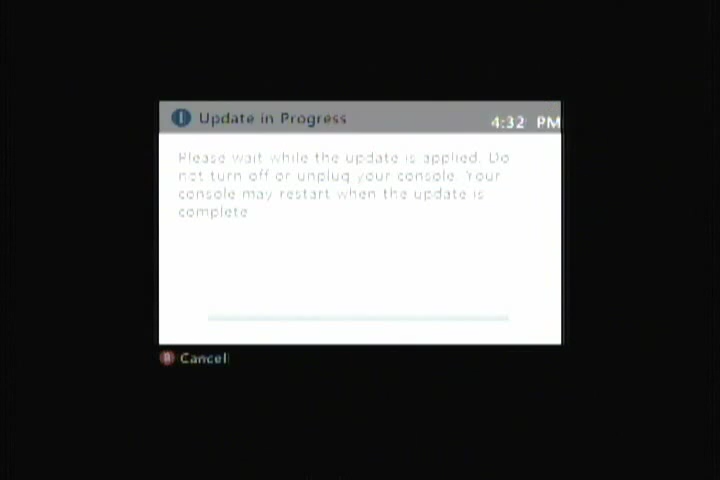 Update in Progress
4:32 PM
Please wait while the update is applied. Do
not turn off or unplug your console. Your
console may restart when the update is
complete.
B Cancel